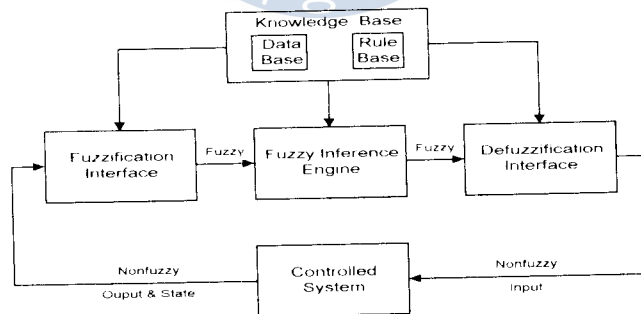 Knowledge Base
Data
Base
Rule
Base
Fuzzification
Interface
Fuzzy
Fuzzy Inference
Engine
Fuzzy
Defuzzification
Interface
Nonfuzzy
Ouput & State
Controlled
System
Nonfuzzy
Input